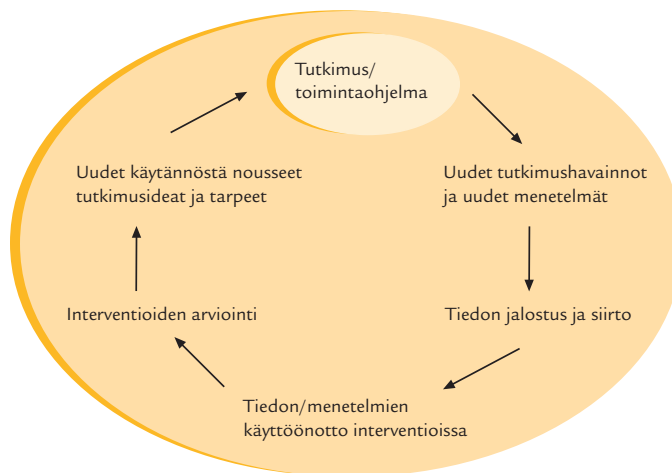 Tutkimus/
toimintaohjelma
Uudet käytännöstä nousseet
tutkimusideat ja tarpeet
Uudet tutkimushavainnot
ja uudet menetelmät
Interventioiden arviointi
Tiedon jalostus ja siirto
Tiedon/menetelmien
käyttöönotto interventioissa